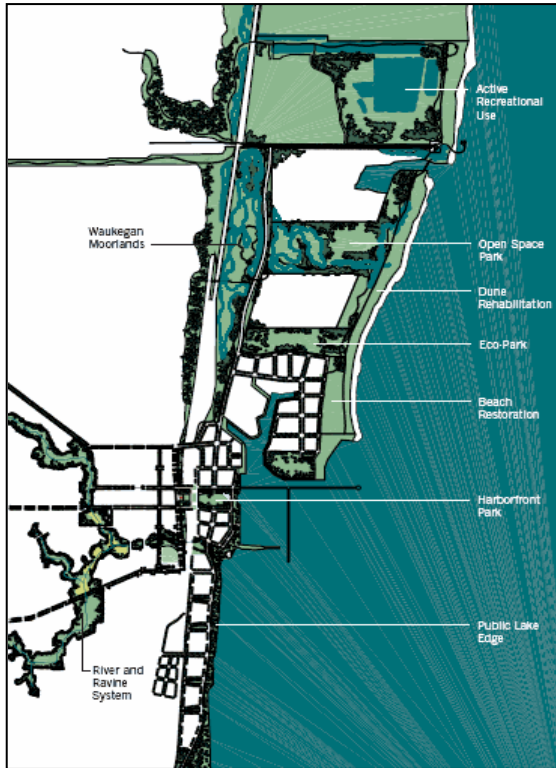 Active
Recreational
Use
Waukegan
Moorlands
Open Space
Park
Dune
Rehabilitation
Eco-Park
Beach
Restoration
Harborfront
Park
Public Lake
Edge
River and
Ravine
System